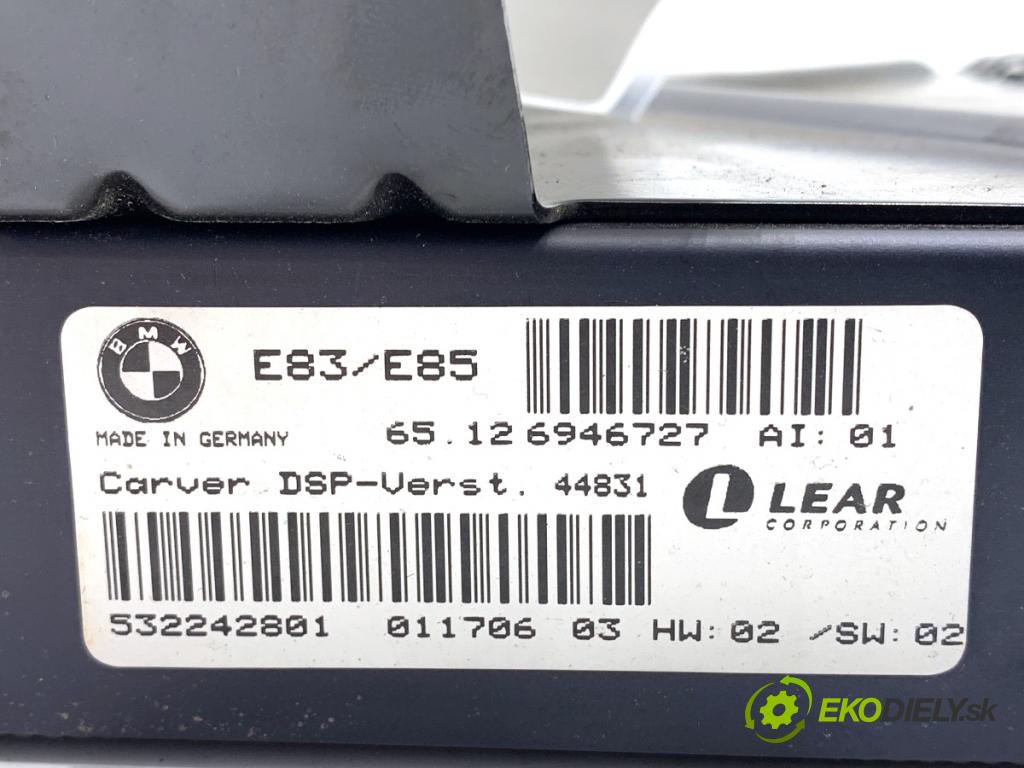 BMW
E83/E85
MADE IN GERMANY
65.12 6946727 AI: 01
Carver DSP-Verst. 44831
LEAR
CORPORATION
532242801 011706 03 HW: 02 /SW: 02
EKODIELY.sk